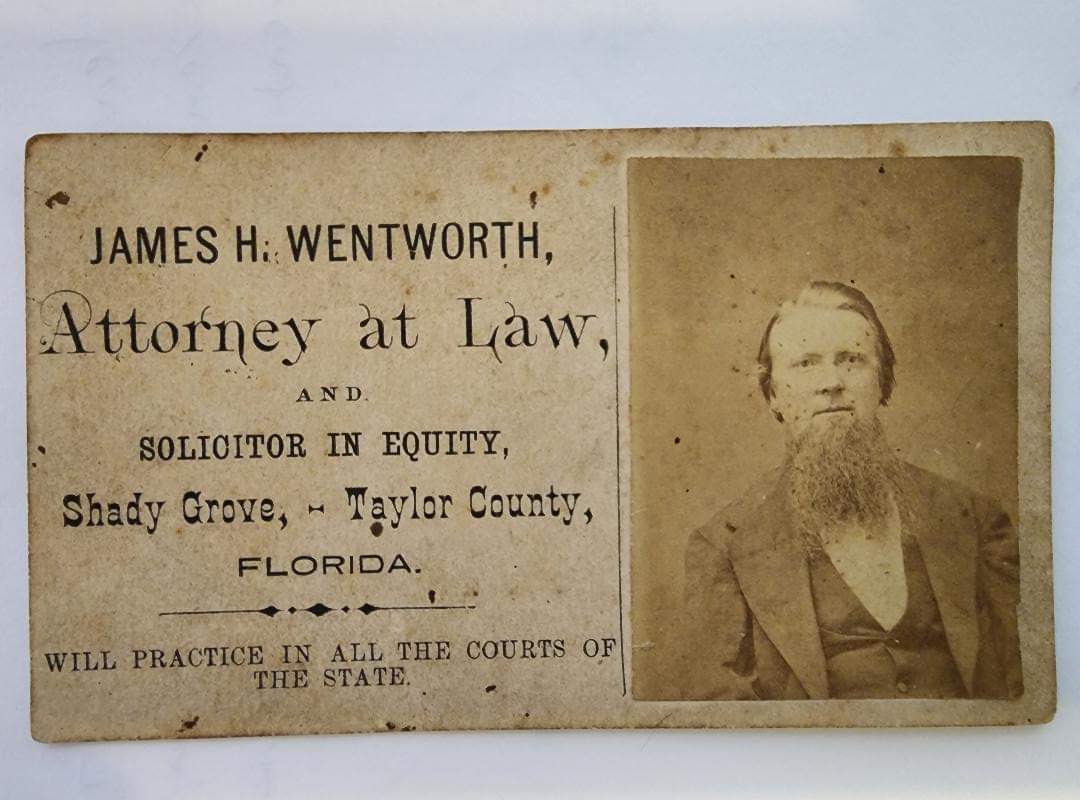 JAMES H. WENTWORTH,
Attorney at Law,
AND
SOLICITOR IN EQUITY,
Shady Grove, - Taylor County,
FLORIDA.
WILL PRACTICE IN ALL THE COURTS OF
THE STATE.